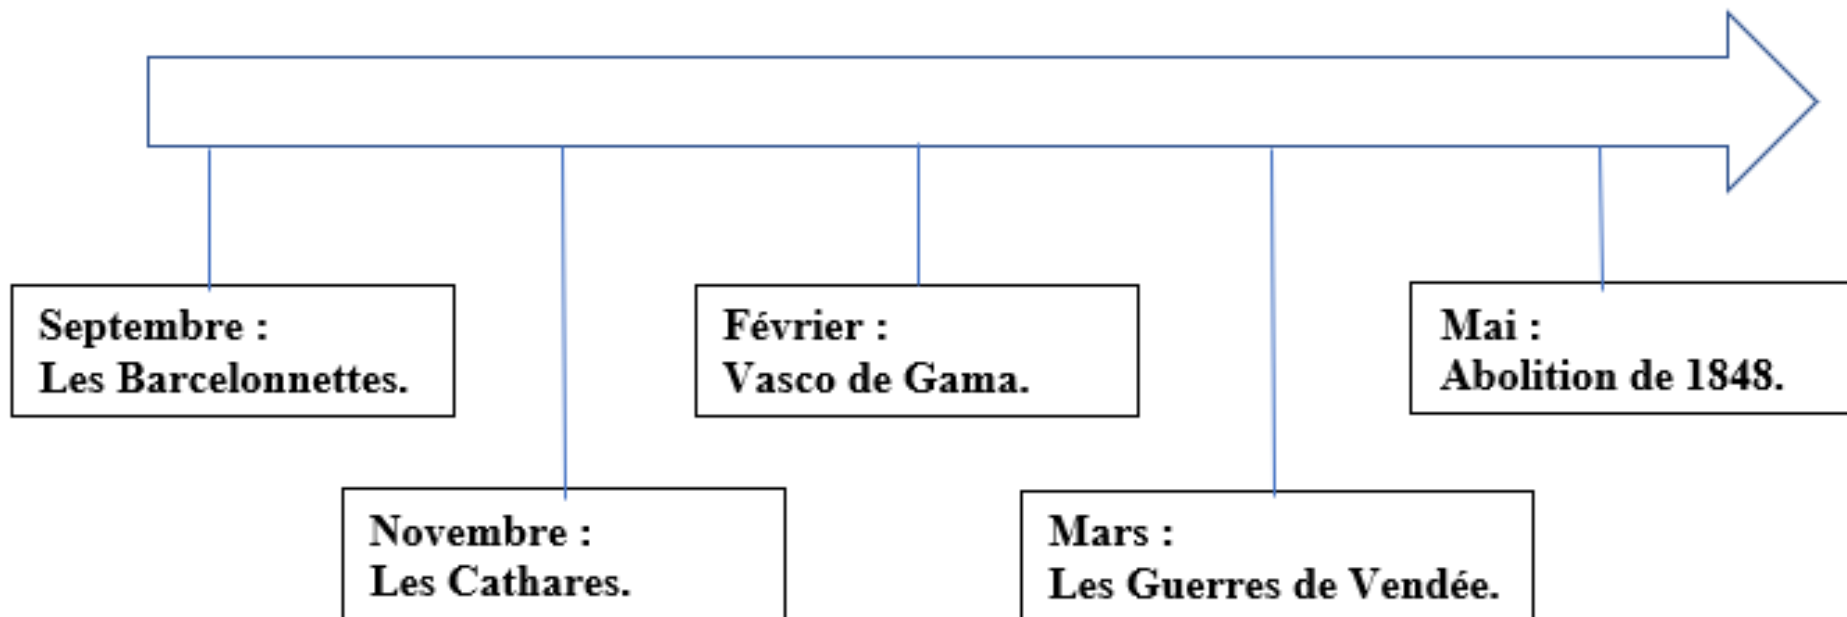 Septembre :
Les Barcelonnettes.
Novembre :
Les Cathares.
Février :
Vasco de Gama.
Mars :
Les Guerres de Vendée.
Mai :
Abolition de 1848.